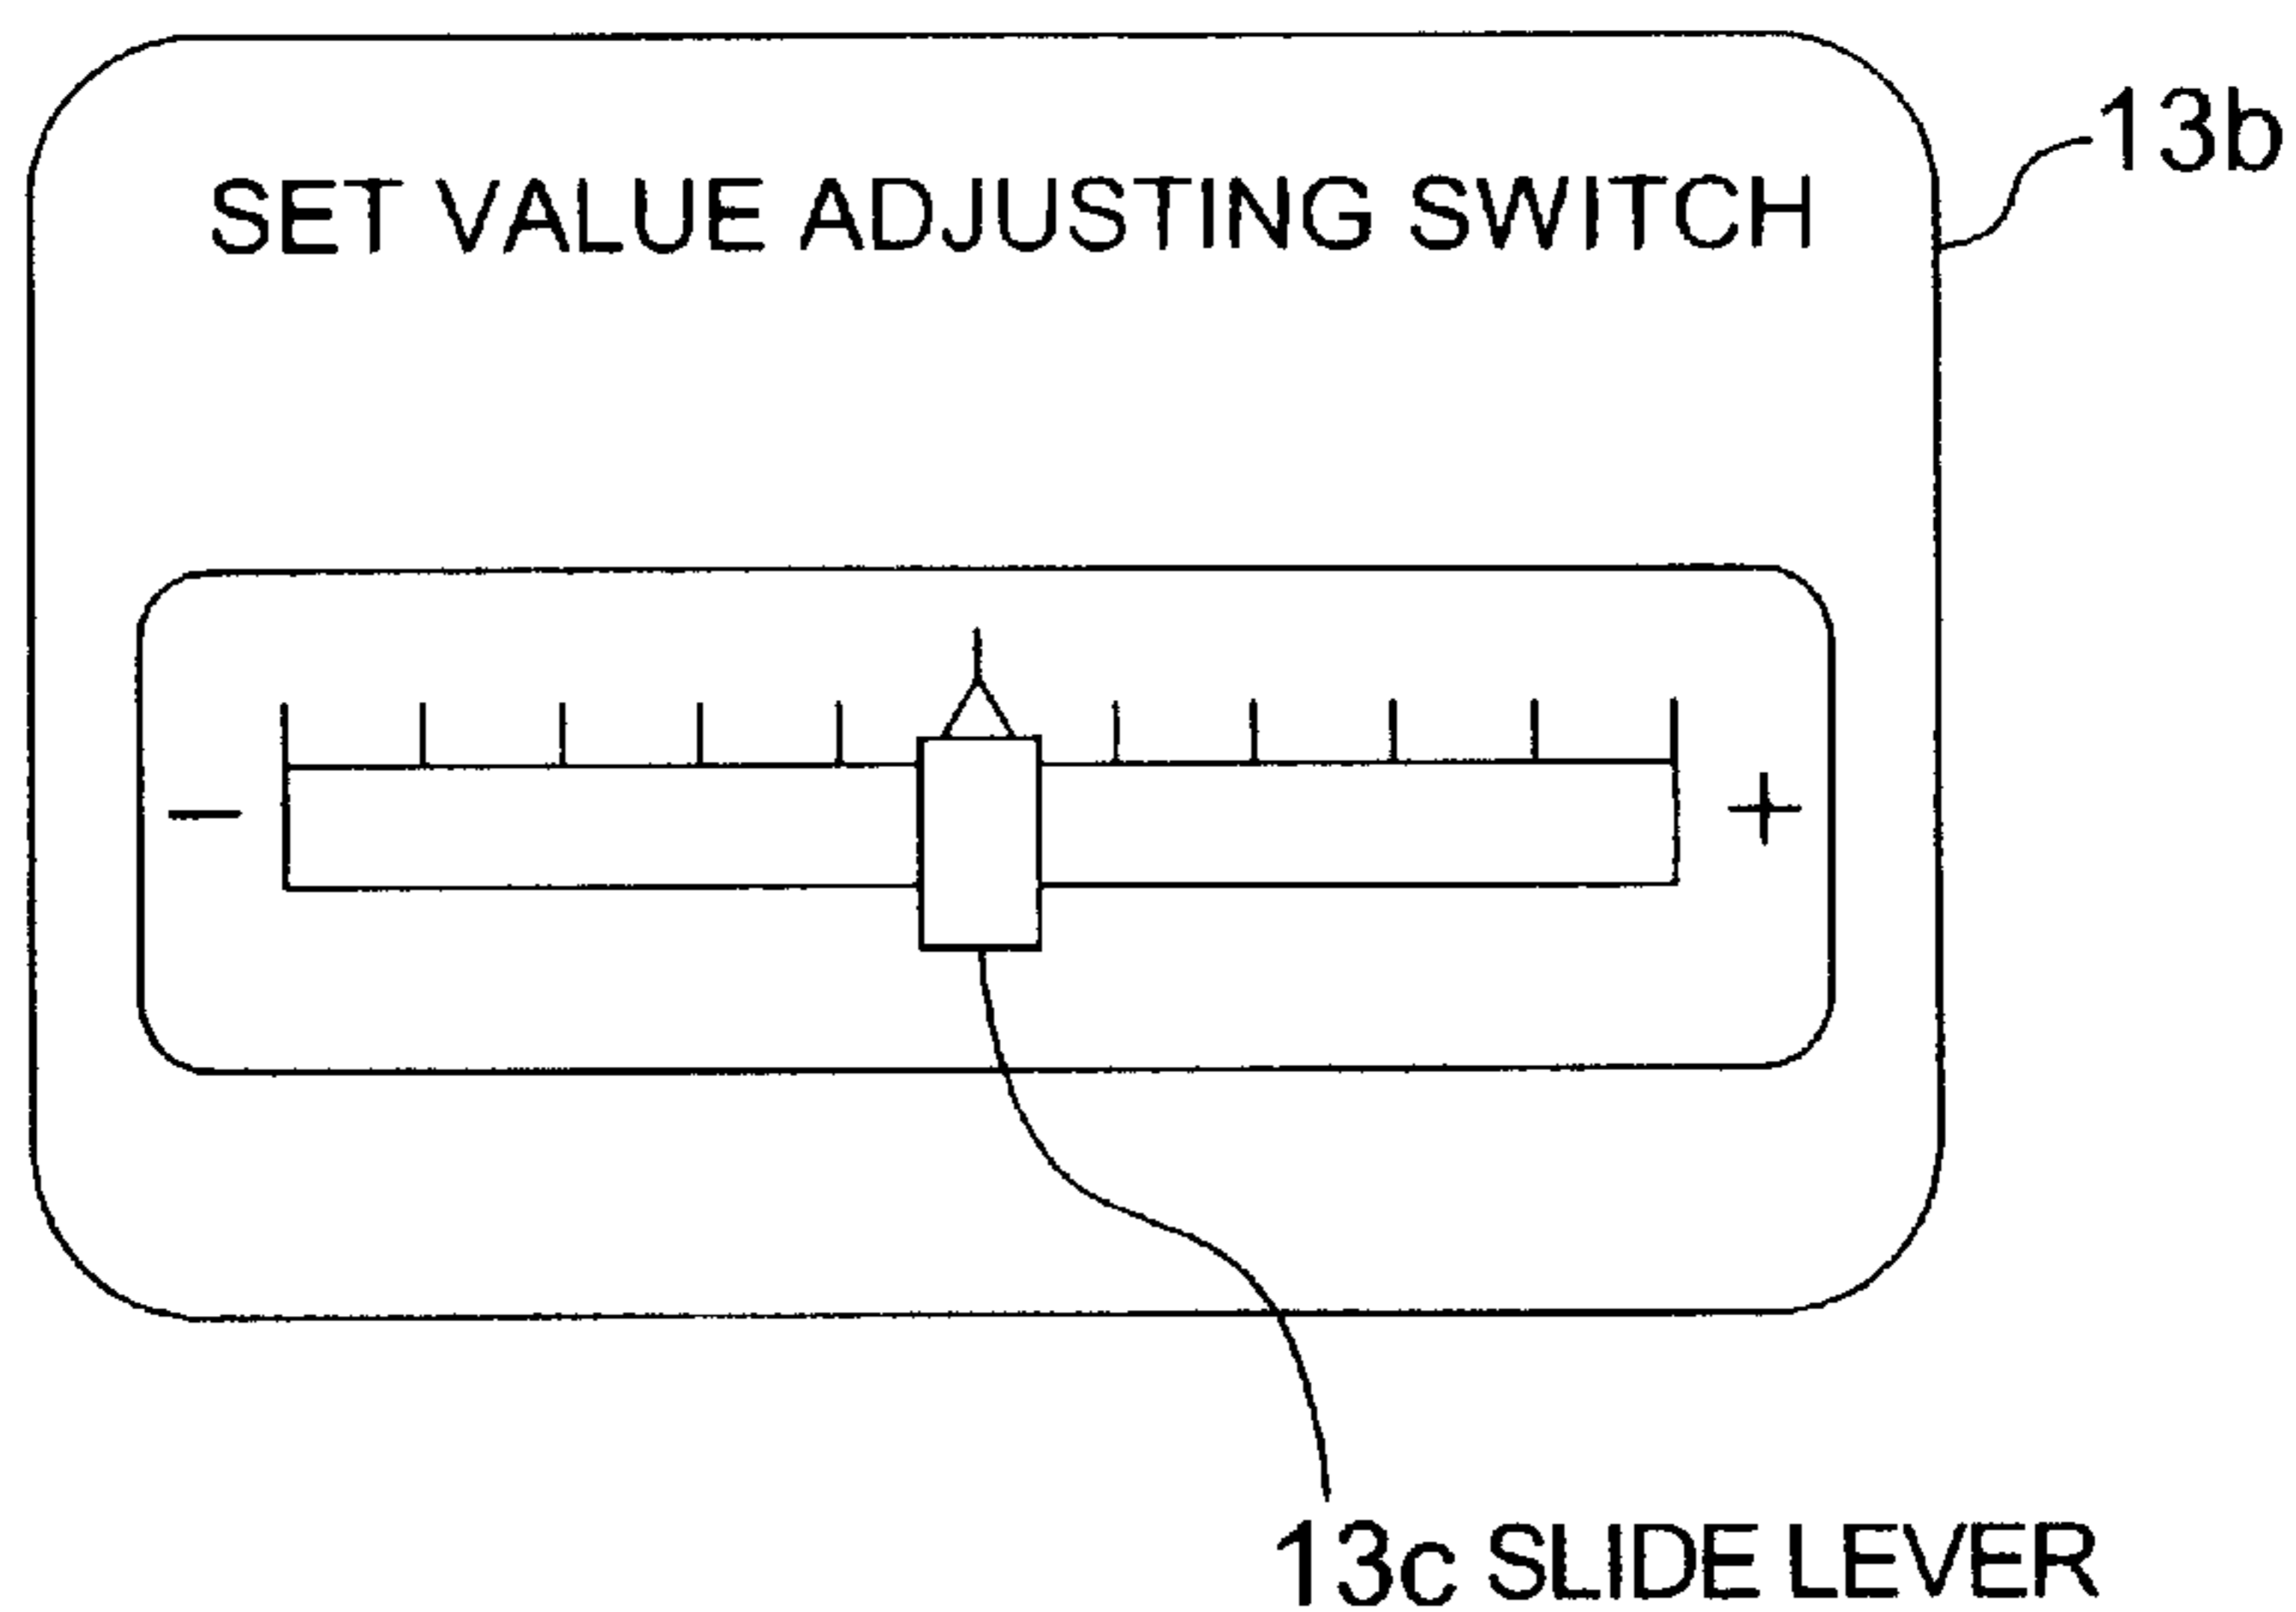 13b
SET VALUE ADJUSTING SWITCH
— +
13c SLIDE LEVER